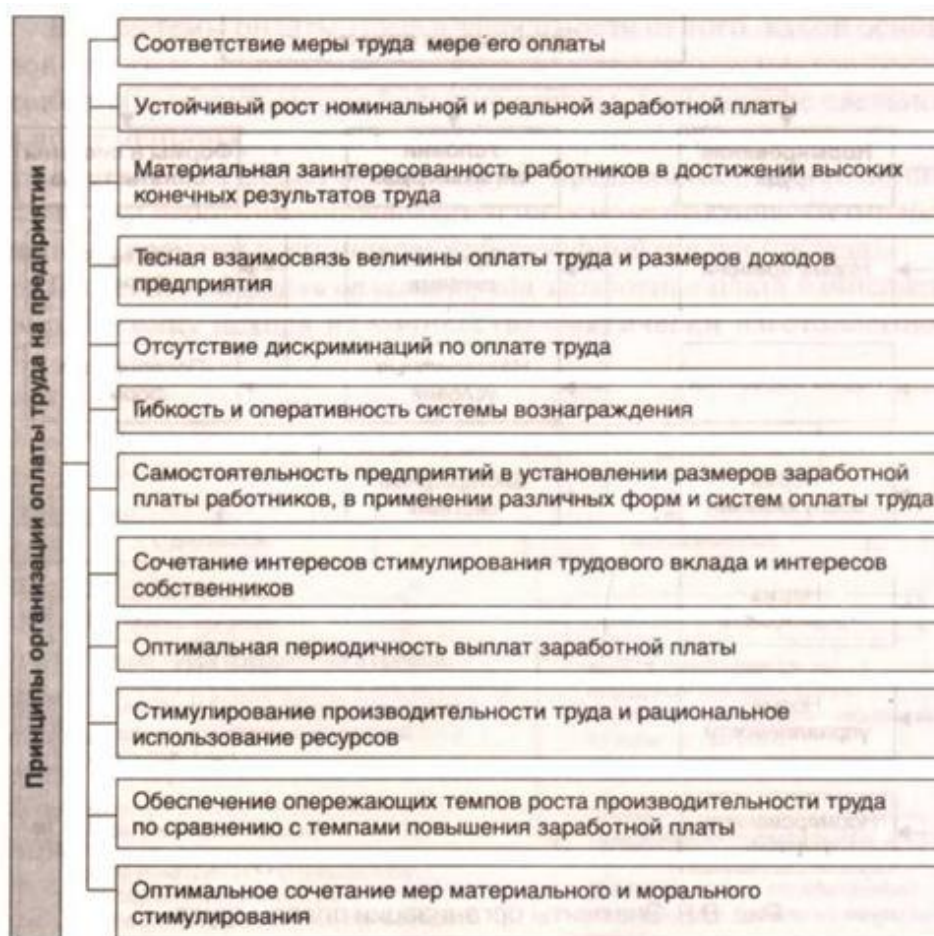 Принципы организации оплаты труда на предприятии
Соответствие меры труда мере его оплаты
Устойчивый рост номинальной и реальной заработной платы
Материальная заинтересованность работников в достижении высоких
конечных результатов труда
Тесная взаимосвязь величины оплаты труда и размеров доходов
предприятия
Отсутствие дискриминаций по оплате труда
Гибкость и оперативность системы вознаграждения
Самостоятельность предприятий в установлении размеров заработной
платы работников, в применении различных форм и систем оплаты труда
Сочетание интересов стимулирования трудового вклада и интересов
собственников
Оптимальная периодичность выплат заработной платы
Стимулирование производительности труда и рациональное
использование ресурсов
Обеспечение опережающих темпов роста производительности труда
по сравнению с темпами повышения заработной платы
Оптимальное сочетание мер материального и морального
стимулирования